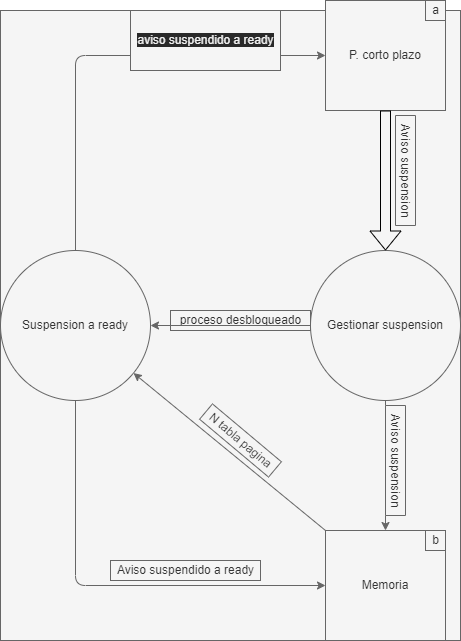 aviso suspendido a ready
a
P. corto plazo
Aviso suspension
Suspension a ready
proceso desbloqueado
Gestionar suspension
N tabla pagina
Aviso suspension
b
Aviso suspendido a ready
Memoria